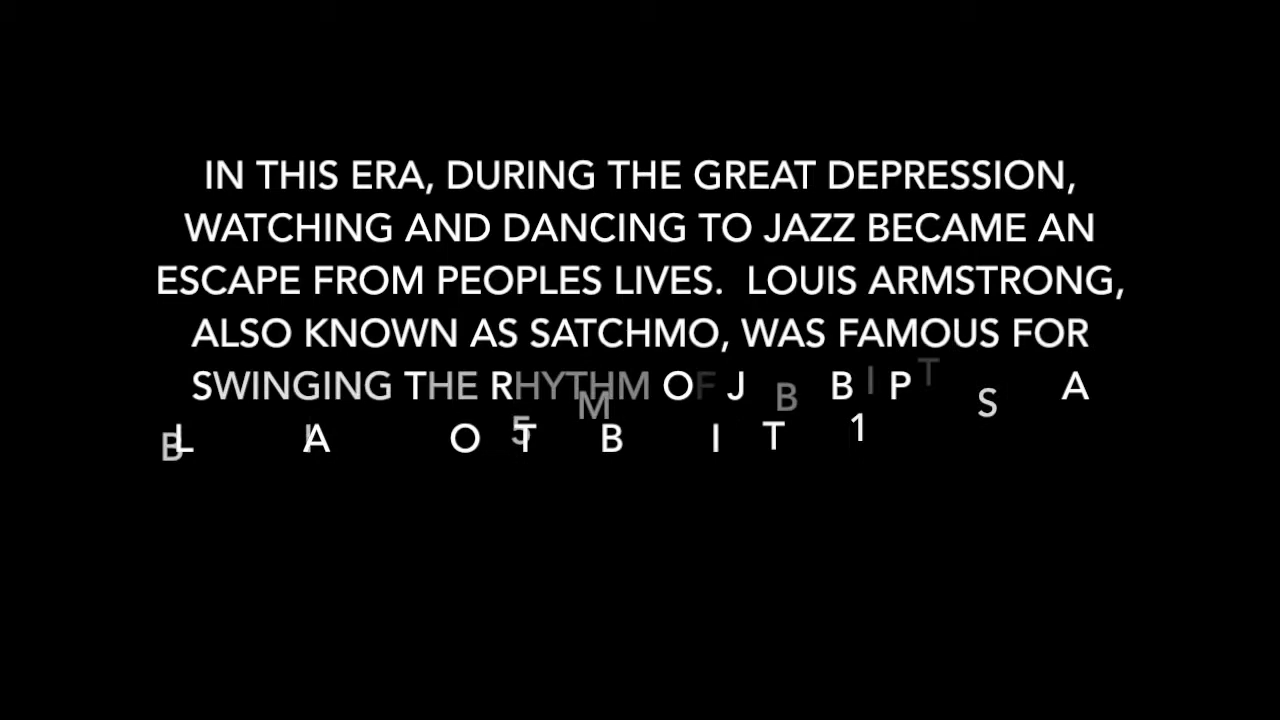 IN THIS ERA, DURING THE GREAT DEPRESSION,
WATCHING AND DANCING TO JAZZ BECAME AN
ESCAPE FROM PEOPLES LIVES. LOUIS ARMSTRONG,
ALSO KNOWN AS SATCHMO, WAS FAMOUS FOR
SWINGING THE RHYTHM OF